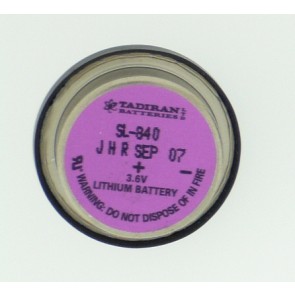 TADIRAN
BATTERIES
SL-840
JHR SEP 07
+ -
3.6V
LITHIUM BATTERY
WARNING: DO NOT DISPOSE OF IN FIRE